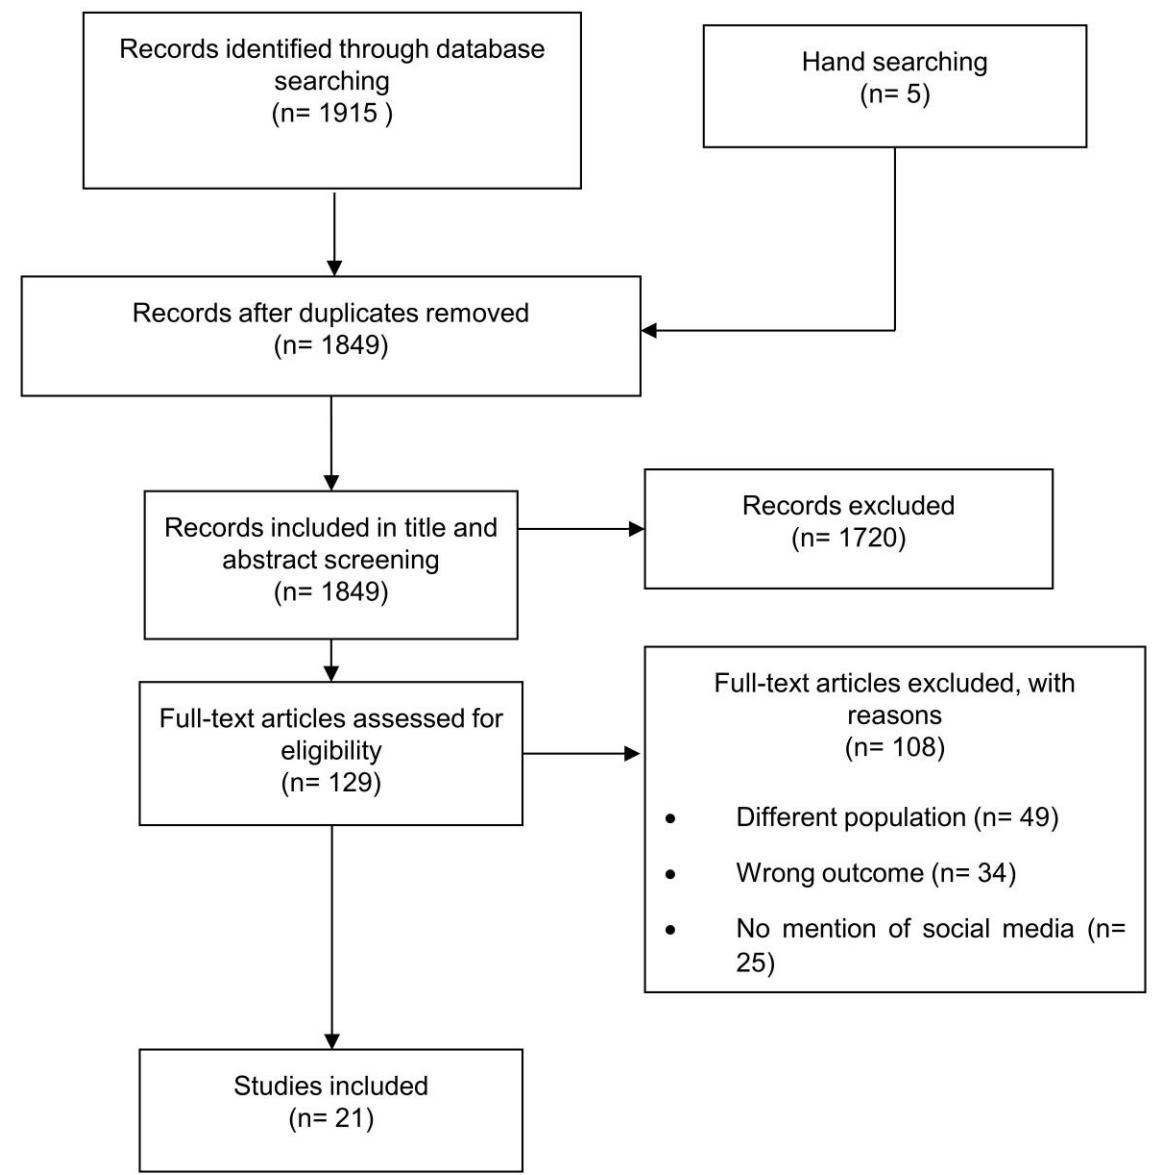 Records identified through database
searching
(n= 1915 )
Hand searching
(n= 5)
Records after duplicates removed
(n= 1849)
Records included in title and
abstract screening
(n= 1849)
Records excluded
(n= 1720)
Full-text articles assessed for
eligibility
(n= 129)
Full-text articles excluded, with
reasons
(n= 108)
• Different population (n= 49)
• Wrong outcome (n= 34)
• No mention of social media (n=
25)
Studies included
(n= 21)